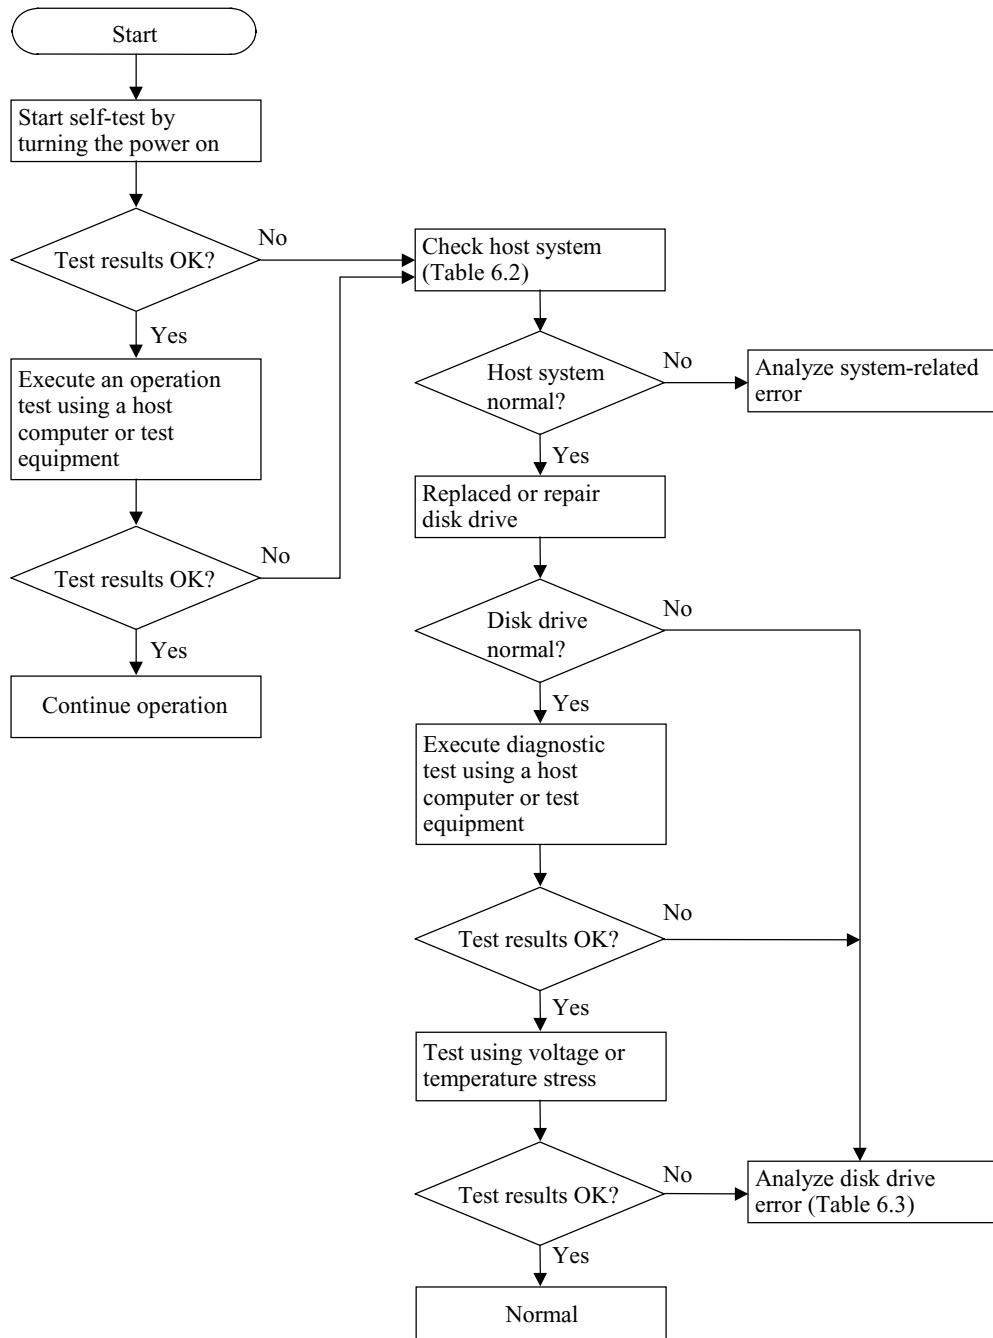 Start
Start self-test by
turning the power on
Test results OK?
No
Yes
Execute an operation
test using a host
computer or test
equipment
Test results OK?
No
Yes
Continue operation
Check host system
(Table 6.2)
Host system
normal?
No
Analyze system-related
error
Yes
Replaced or repair
disk drive
Disk drive
normal?
No
Yes
Execute diagnostic
test using a host
computer or test
equipment
Test results OK?
No
Yes
Test using voltage or
temperature stress
Test results OK?
No
Analyze disk drive
error (Table 6.3)
Yes
Normal